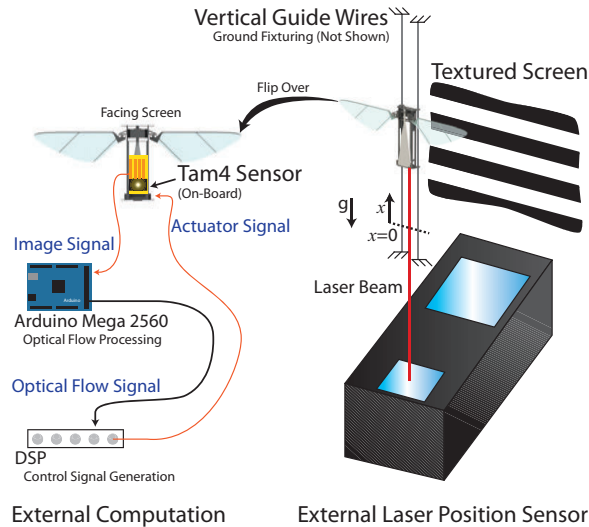 Vertical Guide Wires
Ground Fixturing (Not Shown)
Textured Screen
Flip Over
Facing Screen
Tam4 Sensor
(On-Board)
Actuator Signal
Image Signal
g
x
x=0
Laser Beam
Arduino
Arduino Mega 2560
Optical Flow Processing
Optical Flow Signal
DSP
Control Signal Generation
External Computation
External Laser Position Sensor